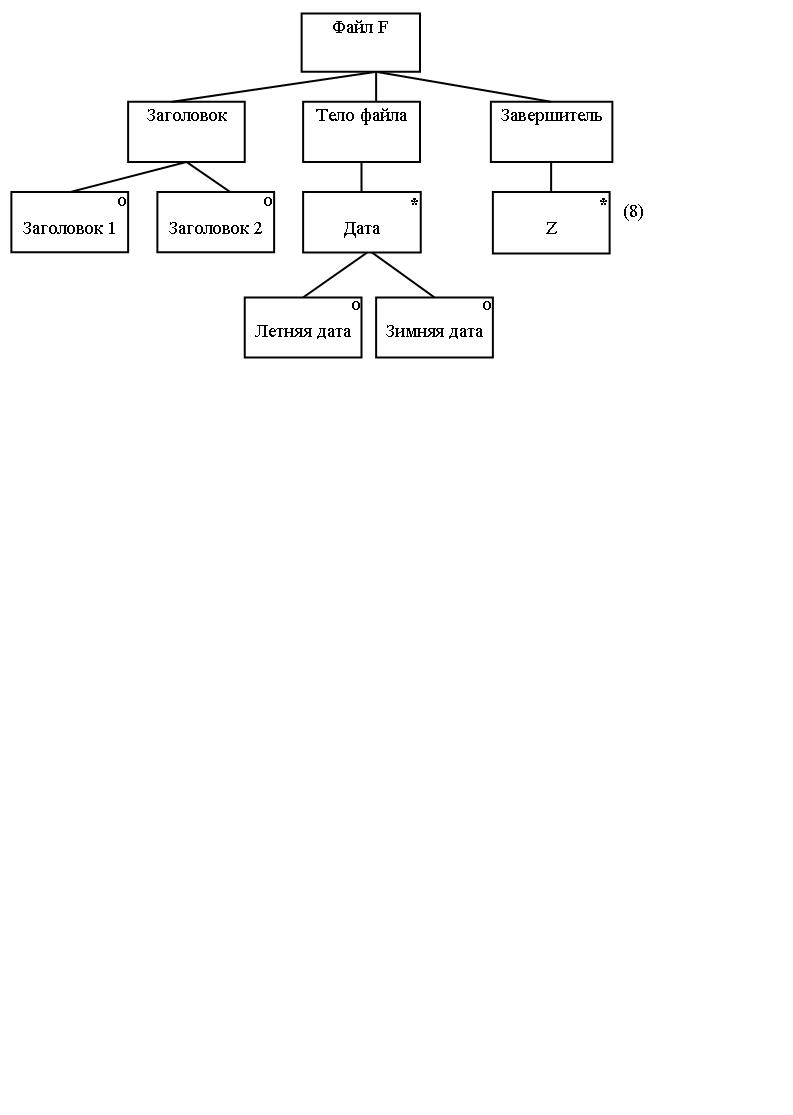 Файл F
Заголовок
Тело файла
Завершитель
o
Заголовок 1
o
Заголовок 2
*
Дата
*
Z
(8)
o
Летняя дата
o
Зимняя дата